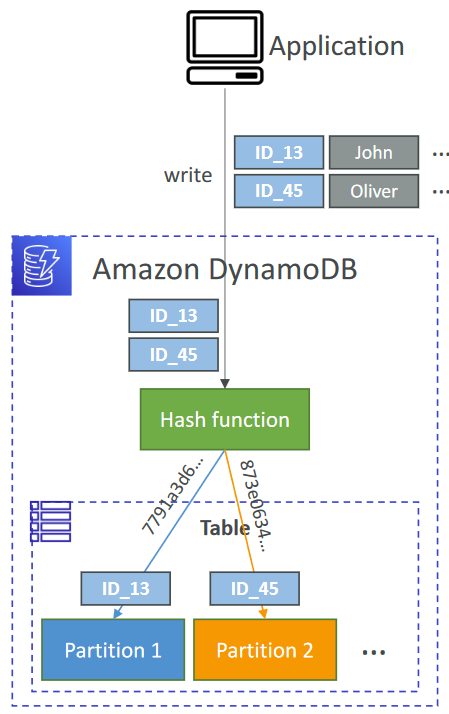 Application
write
ID_13 John ...
ID_45 Oliver ...
Amazon DynamoDB
ID_13
ID_45
Hash function
7791a3d6...
873e0634...
Table
ID_13 ID_45
Partition 1 Partition 2 ...